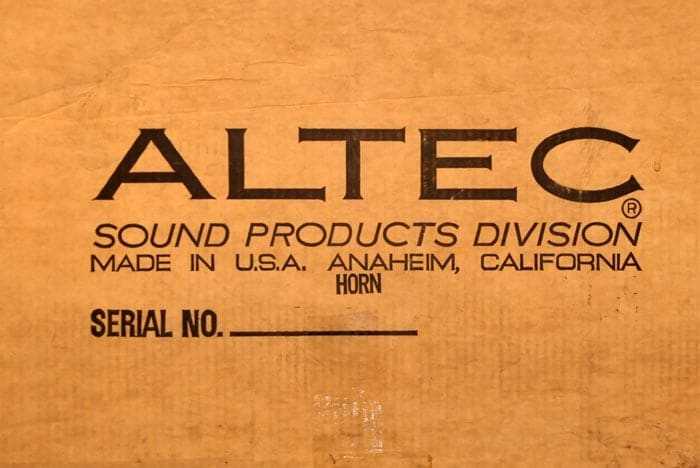 ALTEC®
SOUND PRODUCTS DIVISION
MADE IN U.S.A. ANAHEIM, CALIFORNIA
HORN
SERIAL NO.